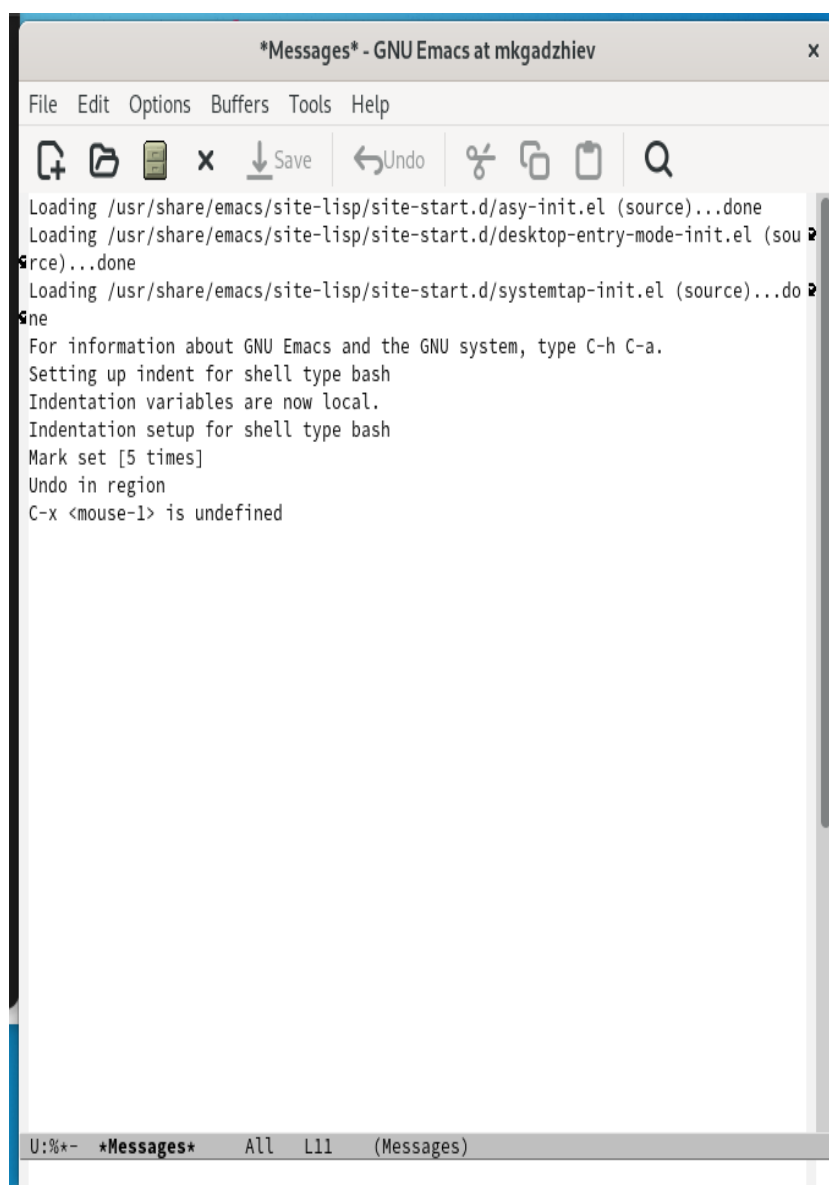 *Messages* - GNU Emacs at mkgadzhiev x
File Edit Options Buffers Tools Help
Save Undo
Loading /usr/share/emacs/site-lisp/site-start.d/asy-init.el (source)...done
Loading /usr/share/emacs/site-lisp/site-start.d/desktop-entry-mode-init.el (sou
rce)...done
Loading /usr/share/emacs/site-lisp/site-start.d/systemtap-init.el (source)...do
ne
For information about GNU Emacs and the GNU system, type C-h C-a.
Setting up indent for shell type bash
Indentation variables are now local.
Indentation setup for shell type bash
Mark set [5 times]
Undo in region
C-x <mouse-1> is undefined
U:%*- *Messages* All L11 (Messages)